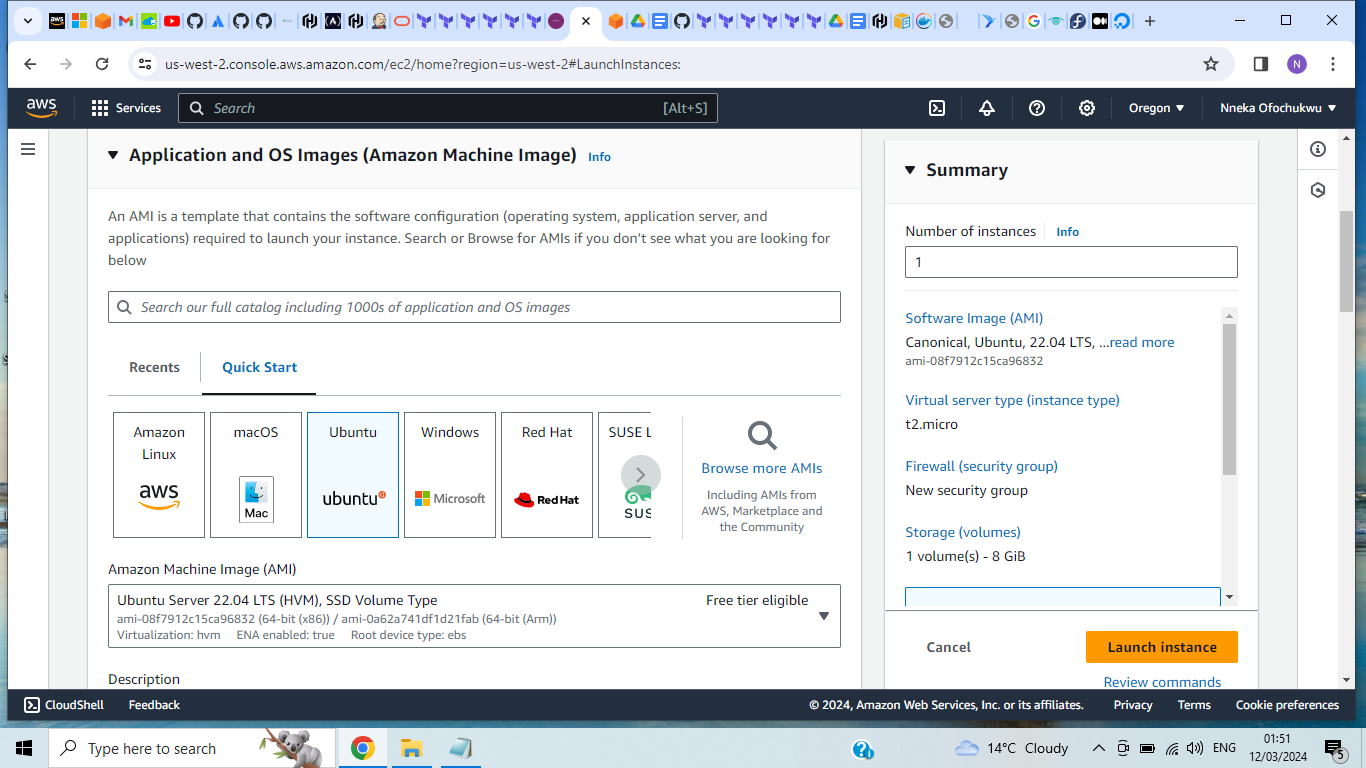 us-west-2.console.aws.amazon.com/ec2/home?region=us-west-2#LaunchInstances:
N
aws
Services
Search
[Alt+S]
Oregon
Nneka Ofochukwu
Application and OS Images (Amazon Machine Image)
Info
An AMI is a template that contains the software configuration (operating system, application server, and
applications) required to launch your instance. Search or Browse for AMIs if you don't see what you are looking for
below
Search our full catalog including 1000s of application and OS images
Recents
Quick Start
Amazon
Linux
aws
macOS
Mac
Ubuntu
ubuntu
Windows
Microsoft
Red Hat
Red Hat
SUSE L
SUS
Browse more AMIs
Including AMIs from
AWS, Marketplace and
the Community
Amazon Machine Image (AMI)
Ubuntu Server 22.04 LTS (HVM), SSD Volume Type
Free tier eligible
ami-08f7912c15ca96832 (64-bit (x86)) / ami-0a62a741df1d21fab (64-bit (Arm))
Virtualization: hvm ENA enabled: true Root device type: ebs
Description
Summary
Number of instances
Info
1
Software Image (AMI)
Canonical, Ubuntu, 22.04 LTS, ...read more
ami-08f7912c15ca96832
Virtual server type (instance type)
t2.micro
Firewall (security group)
New security group
Storage (volumes)
1 volume(s) - 8 GiB
Cancel
Launch instance
Review commands
CloudShell
Feedback
© 2024, Amazon Web Services, Inc. or its affiliates.
Privacy
Terms
Cookie preferences
Type here to search
14°C Cloudy
ENG
01:51
12/03/2024
5